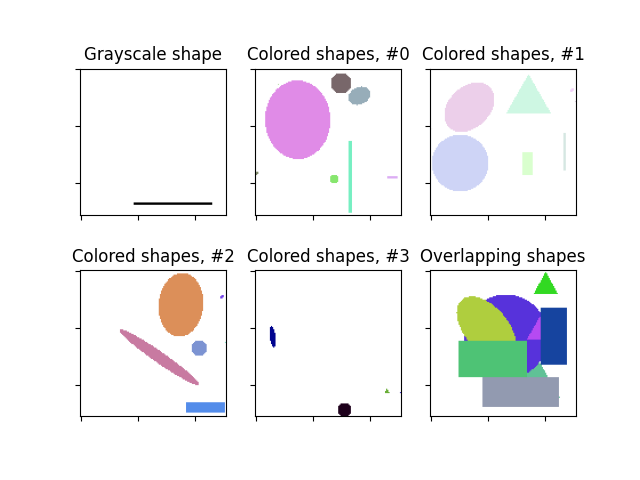 Grayscale shape
Colored shapes, #0
Colored shapes, #1
Colored shapes, #2
Colored shapes, #3
Overlapping shapes